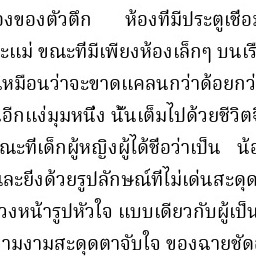 องของตัวตึก ห้องที่มีประตูเชื่อม
ะแม่ ขณะที่มีเพียงห้องเล็กๆ บนเรื
เหมือนว่าจะขาดแคลนกว่าด้อยกว่
อีกแง่มุมหนึ่ง นั้นเต็มไปด้วยชีวิตจิ
ณะที่เด็กผู้หญิงผู้ได้ชื่อว่าเป็น น้อ
และยิ่งด้วยรูปลักษณ์ที่ไม่เด่นสะดุด
วงหน้ารูปหัวใจ แบบเดียวกับผู้เป็น
ามงามสะดุดตาจับใจ ของฉายชัด